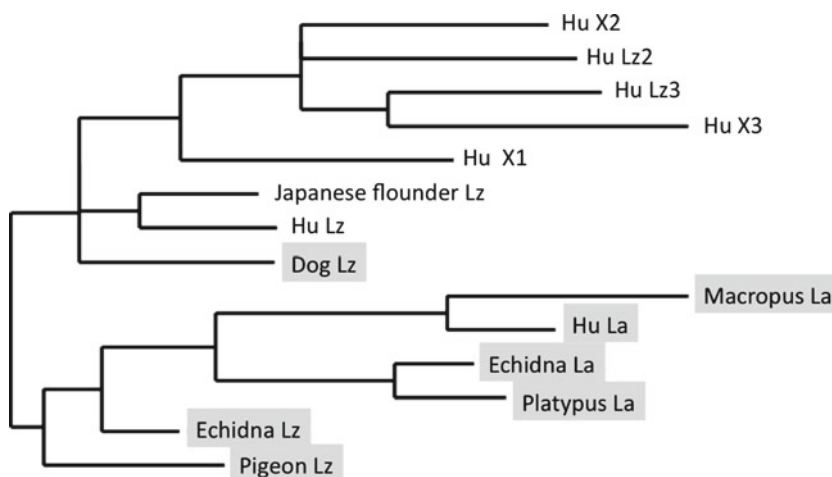 Hu X2
Hu Lz2
Hu Lz3
Hu X3
Hu X1
Japanese flounder Lz
Hu Lz
Dog Lz
Macropus La
Hu La
Echidna La
Platypus La
Echidna Lz
Pigeon Lz